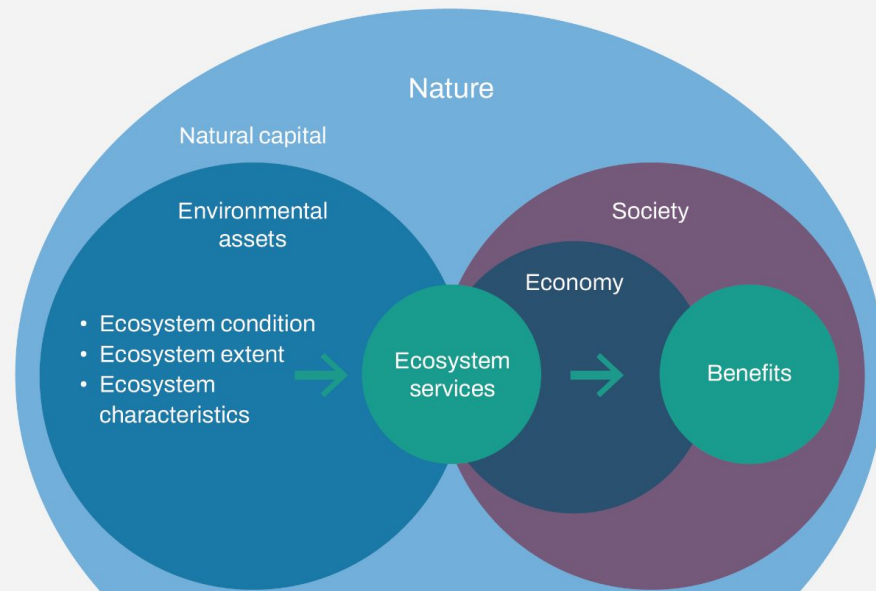 Nature
Natural capital
Environmental
assets
• Ecosystem condition
• Ecosystem extent
• Ecosystem
characteristics
Ecosystem
services
Society
Economy
Benefits